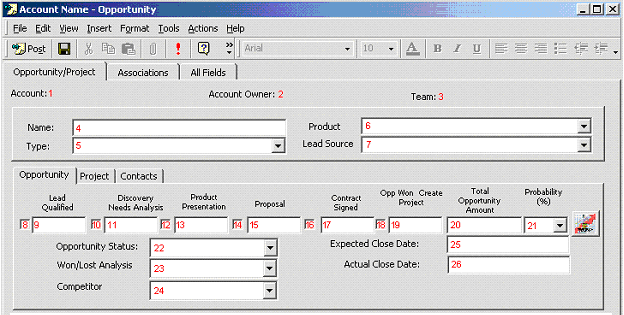 Account Name - Opportunity
File Edit View Insert Format Tools Actions Help
Post Arial 10 A B I U
Opportunity/Project Associations All Fields
Account: 1 Account Owner: 2 Team: 3
Name: 4 Product 6
Type: 5 Lead Source 7
Opportunity Project Contacts
Lead Qualified Discovery Needs Analysis Product Presentation Proposal Contract Signed Opp Won Create Project Total Opportunity Amount Probability (%)
8 9 10 11 12 13 14 15 16 17 18 19 20 21
Opportunity Status: 22 Expected Close Date: 25
Won/Lost Analysis 23 Actual Close Date: 26
Competitor 24